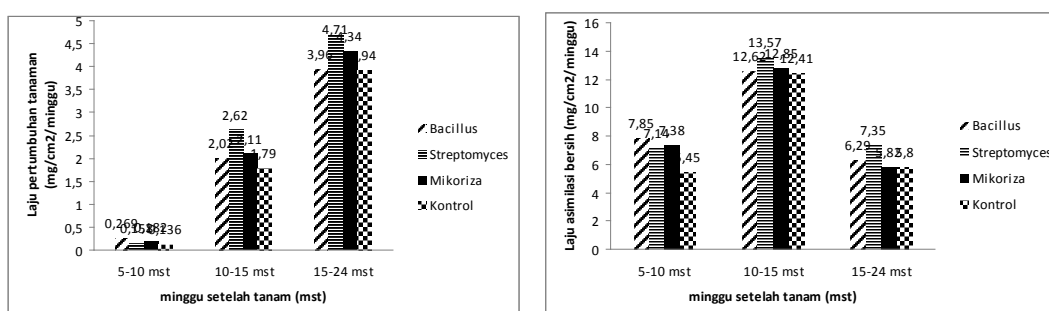 Laju pertumbuhan tanaman
(mg/cm2/minggu)
5
4,5
4
3,5
3
2,5
2
1,5
1
0,5
0
0,269
2,02
2,62
1,79
3,96
4,71
5-10 mst
10-15 mst
15-24 mst
minggu setelah tanam (mst)
Bacillus
Streptomyces
Mikoriza
Kontrol
Laju asimilasi bersih (mg/cm2/minggu)
16
14
12
10
8
6
4
2
0
7,85
7,14
7,38
5,45
12,62
13,57
12,85
12,41
6,29
7,35
5,82
5,8
5-10 mst
10-15 mst
15-24 mst
minggu setelah tanam (mst)
Bacillus
Streptomyces
Mikoriza
Kontrol